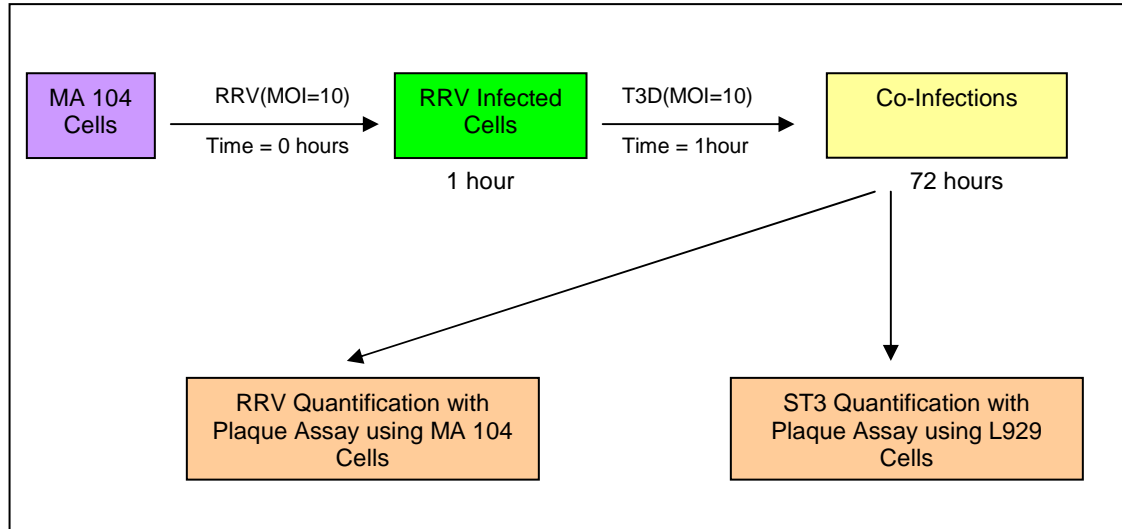 MA 104
Cells
RRV(MOI=10)
Time = 0 hours
RRV Infected
Cells
1 hour
T3D(MOI=10)
Time = 1hour
Co-Infections
72 hours
RRV Quantification with
Plaque Assay using MA 104
Cells
ST3 Quantification with
Plaque Assay using L929
Cells